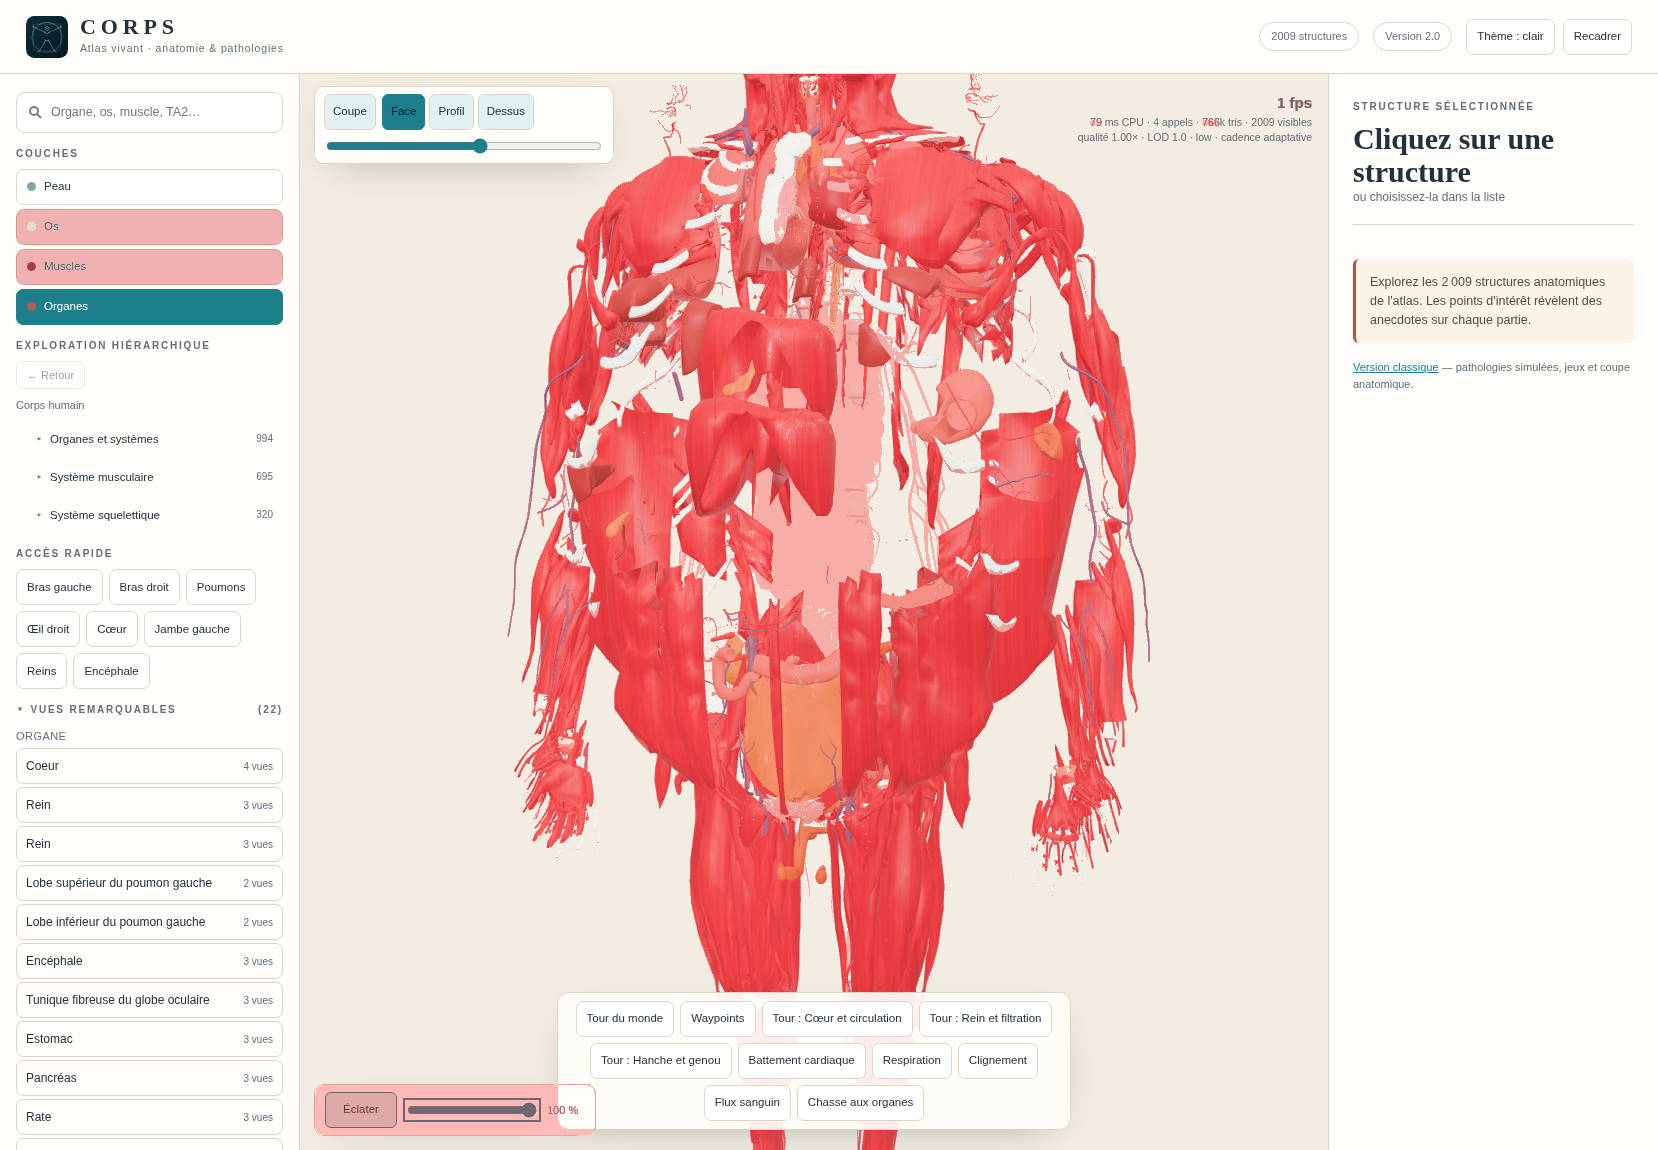 CORPS
Atlas vivant · anatomie & pathologies
2009 structures
Version 2.0
Thème : clair
Recadrer
Organe, os, muscle, TA2…
COUCHES
Peau
Os
Muscles
Organes
EXPLORATION HIÉRARCHIQUE
← Retour
Corps humain
Organes et systèmes 994
Système musculaire 695
Système squelettique 320
ACCÈS RAPIDE
Bras gauche Bras droit Poumons
Œil droit Cœur Jambe gauche
Reins Encéphale
VUES REMARQUABLES (22)
ORGANE
Coeur 4 vues
Rein 3 vues
Rein 3 vues
Lobe supérieur du poumon gauche 2 vues
Lobe inférieur du poumon gauche 2 vues
Encéphale 3 vues
Tunique fibreuse du globe oculaire 3 vues
Estomac 3 vues
Pancréas 3 vues
Rate 3 vues
Coupe Face Profil Dessus
1 fps
ms CPU · 4 appels · tris · 2009 visibles
qualité 1.00× · LOD 1.0 · low · cadence adaptative
Éclater 100 %
Tour du monde Waypoints Tour : Cœur et circulation Tour : Rein et filtration
Tour : Hanche et genou Battement cardiaque Respiration Clignement
Flux sanguin Chasse aux organes
STRUCTURE SÉLECTIONNÉE
Cliquez sur une
structure
ou choisissez-la dans la liste
Explorez les 2 009 structures anatomiques
de l'atlas. Les points d'intérêt révèlent des
anecdotes sur chaque partie.
Version classique — pathologies simulées, jeux et coupe
anatomique.